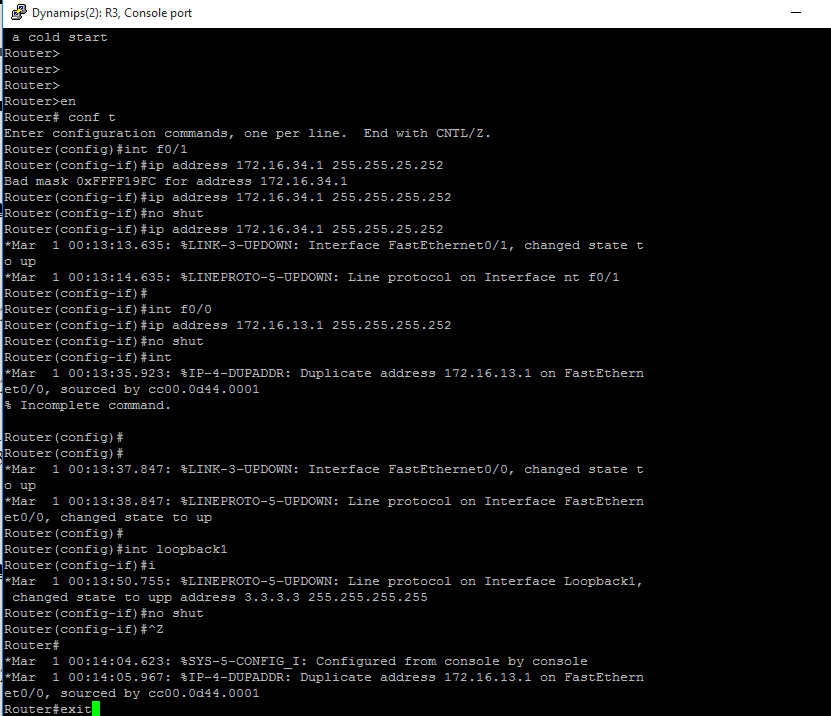 Dynamips(2): R3, Console port
 a cold start
Router>
Router>
Router>
Router>en
Router# conf t
Enter configuration commands, one per line.  End with CNTL/Z.
Router(config)#int f0/1
Router(config-if)#ip address 172.16.34.1 255.255.25.252
Bad mask 0xFFFF19FC for address 172.16.34.1
Router(config-if)#ip address 172.16.34.1 255.255.255.252
Router(config-if)#no shut
Router(config-if)#ip address 172.16.34.1 255.255.25.252
*Mar  1 00:13:13.635: %LINK-3-UPDOWN: Interface FastEthernet0/1, changed state t
o up
*Mar  1 00:13:14.635: %LINEPROTO-5-UPDOWN: Line protocol on Interface nt f0/1
Router(config-if)#
Router(config-if)#int f0/0
Router(config-if)#ip address 172.16.13.1 255.255.255.252
Router(config-if)#no shut
Router(config-if)#int
*Mar  1 00:13:35.923: %IP-4-DUPADDR: Duplicate address 172.16.13.1 on FastEthern
et0/0, sourced by cc00.0d44.0001
% Incomplete command.

Router(config)#
Router(config)#
*Mar  1 00:13:37.847: %LINK-3-UPDOWN: Interface FastEthernet0/0, changed state t
o up
*Mar  1 00:13:38.847: %LINEPROTO-5-UPDOWN: Line protocol on Interface FastEthern
et0/0, changed state to up
Router(config)#
Router(config)#int loopback1
Router(config-if)#i
*Mar  1 00:13:50.755: %LINEPROTO-5-UPDOWN: Line protocol on Interface Loopback1,
 changed state to upp address 3.3.3.3 255.255.255.255
Router(config-if)#no shut
Router(config-if)#^Z
Router#
*Mar  1 00:14:04.623: %SYS-5-CONFIG_I: Configured from console by console
*Mar  1 00:14:05.967: %IP-4-DUPADDR: Duplicate address 172.16.13.1 on FastEthern
et0/0, sourced by cc00.0d44.0001
Router#exit